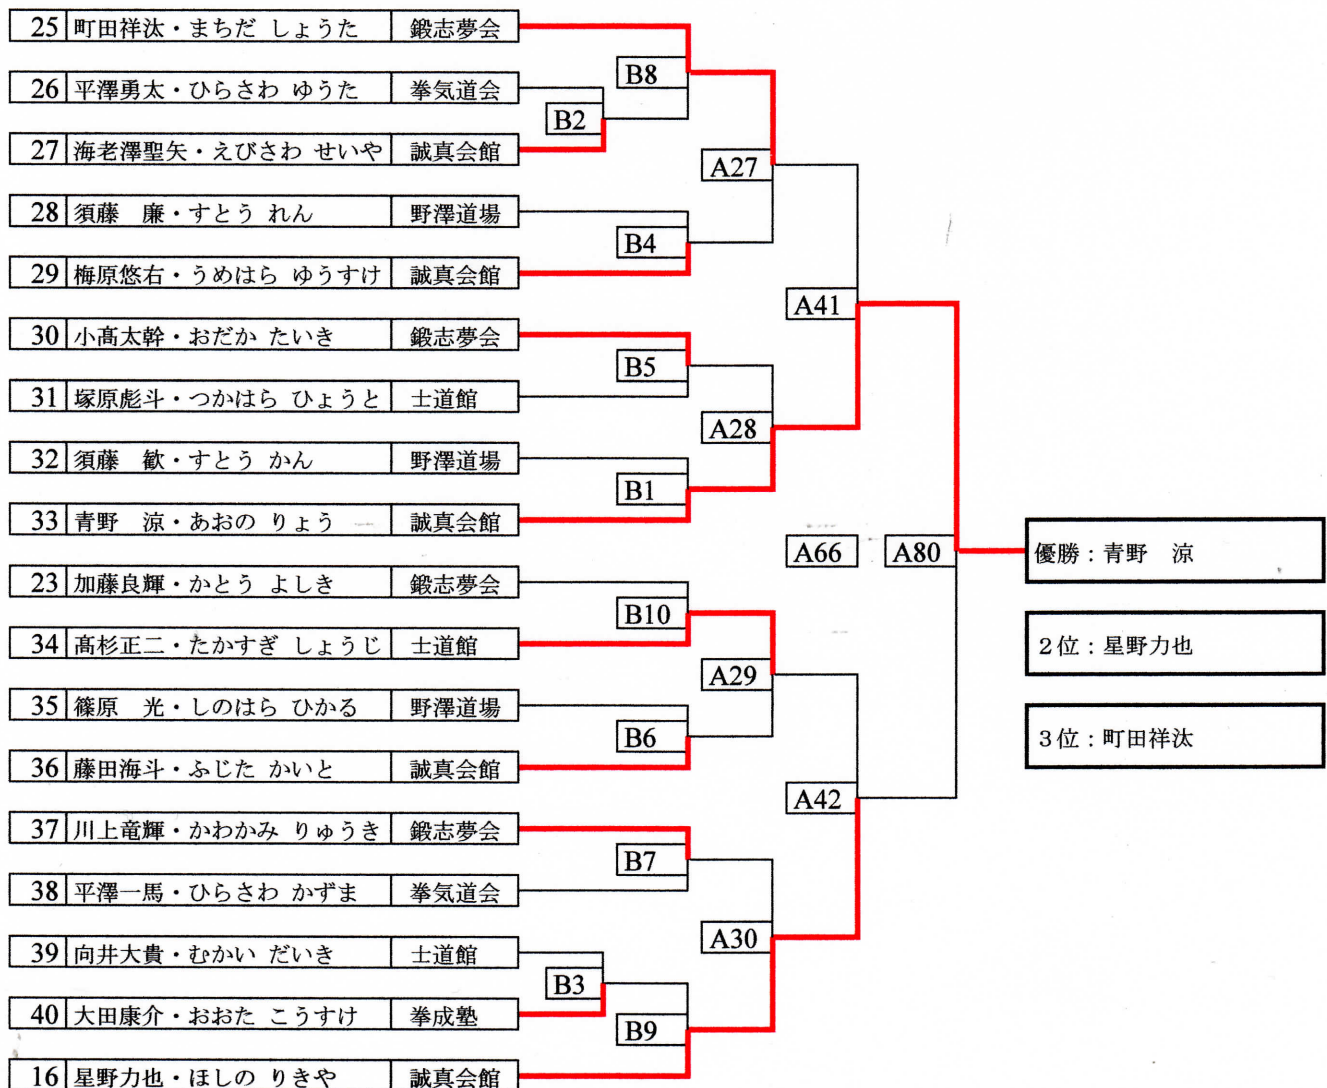 25 町田祥汰・まちだ しょうた 鍛志夢会
B8
26 平澤勇太・ひらさわ ゆうた 拳気道会
B2
27 海老澤聖矢・えびさわ せいや 誠真会館
A27
28 須藤　廉・すとう れん 野澤道場
B4
29 梅原悠右・うめはら ゆうすけ 誠真会館
A41
30 小髙太幹・おだか たいき 鍛志夢会
B5
31 塚原彪斗・つかはら ひょうと 士道館
A28
32 須藤　歓・すとう かん 野澤道場
B1
33 青野　涼・あおの りょう 誠真会館
A66 A80 優勝：青野　涼
23 加藤良輝・かとう よしき 鍛志夢会
B10
34 髙杉正二・たかすぎ しょうじ 士道館
2位：星野力也
A29
35 篠原　光・しのはら ひかる 野澤道場
B6
3位：町田祥汰
36 藤田海斗・ふじた かいと 誠真会館
A42
37 川上竜輝・かわかみ りゅうき 鍛志夢会
B7
38 平澤一馬・ひらさわ かずま 拳気道会
A30
39 向井大貴・むかい だいき 士道館
B3
40 大田康介・おおた こうすけ 拳成塾
B9
16 星野力也・ほしの りきや 誠真会館